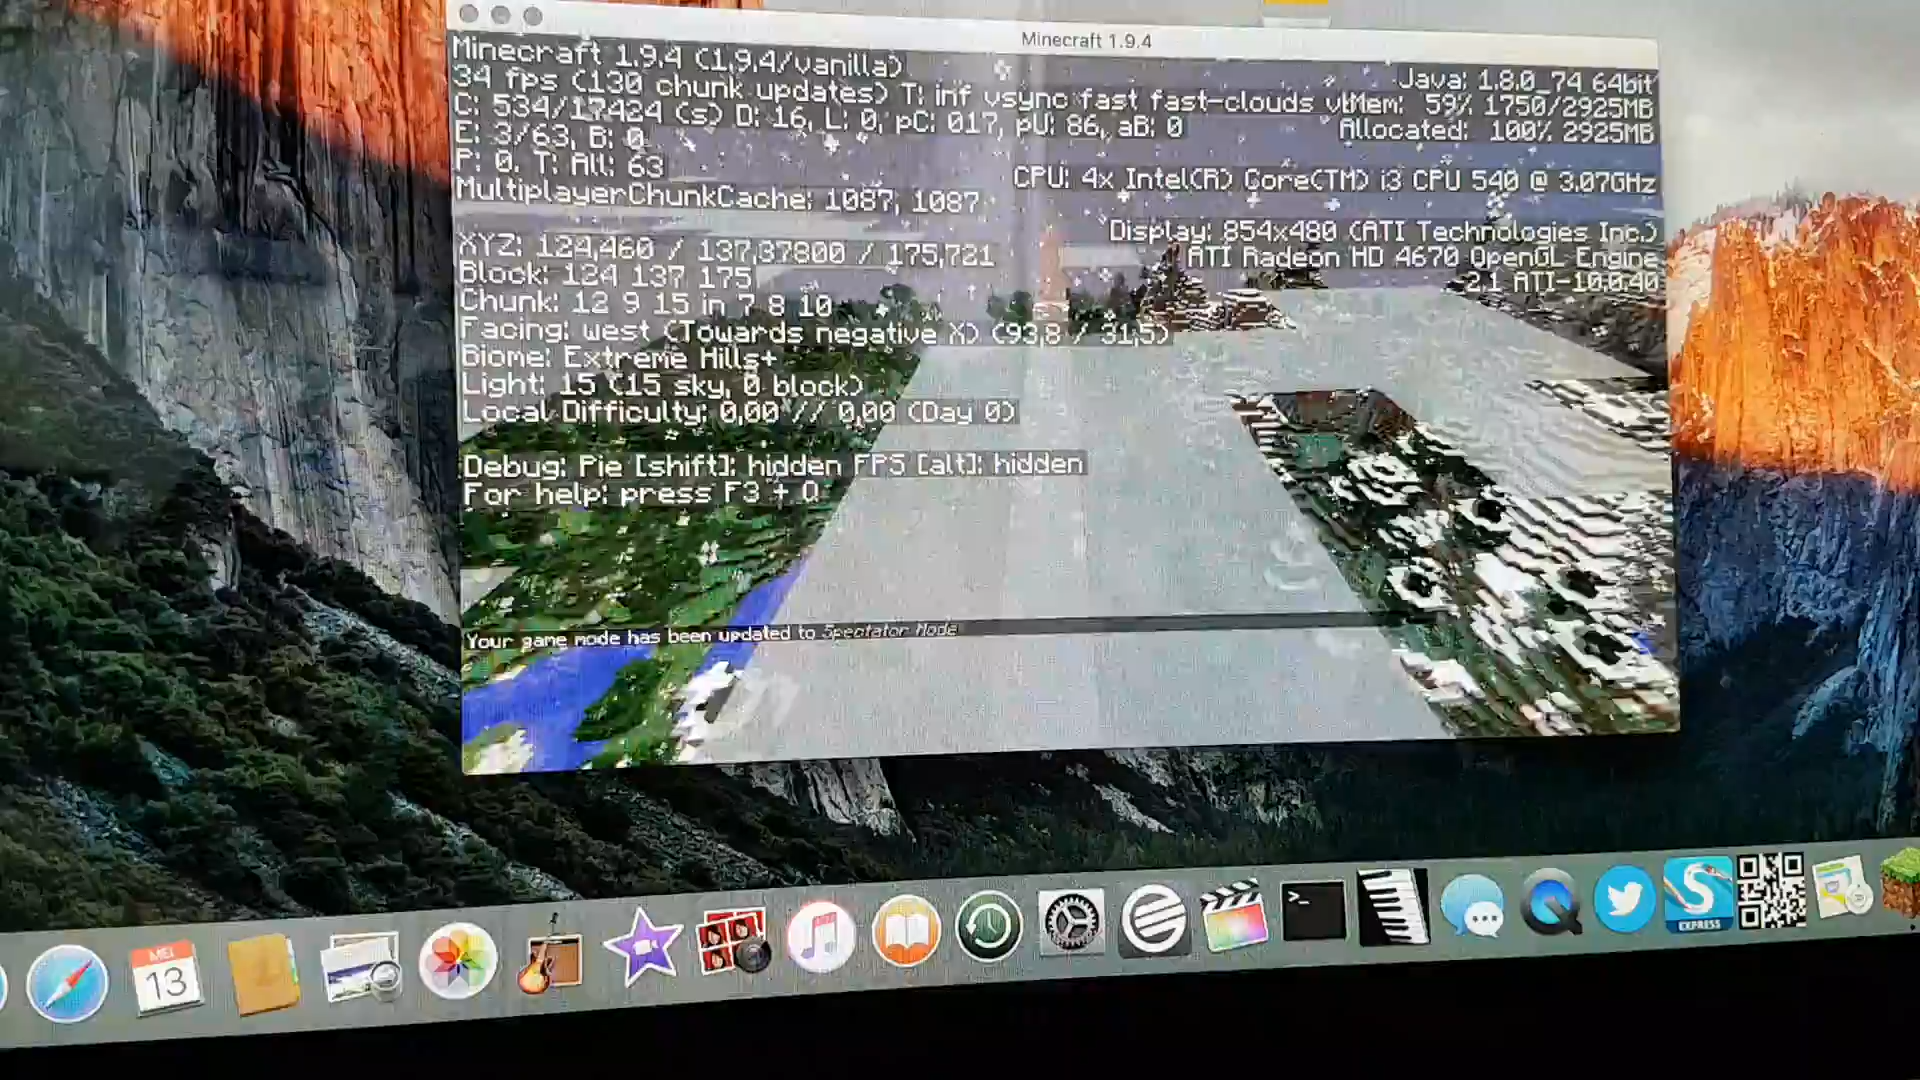 Minecraft 1.9.4
Minecraft 1.9.4 (1.9.4/vanilla)
34 fps (130 chunk updates) T: inf vsync fast fast-clouds
C: 534/17424 (s) D: 16, L: 0, pC: 017, pU: 86, aB: 0
E: 3/63, B: 0
P: 0. T: All: 63
MultiplayerChunkCache: 1087, 1087
XYZ: 124,460 / 137,37800 / 175,721
Block: 124 137 175
Chunk: 12 9 15 in 7 8 10
Facing: west (Towards negative X) (93,8 / 31,5)
Biome: Extreme Hills+
Light: 15 (15 sky, 0 block)
Local Difficulty: 0,00 // 0,00 (Day 0)
Debug: Pie [shift]: hidden FPS [alt]: hidden
For help: press F3 + Q
Java: 1.8.0_74 64bit
Mem: 59% 1750/2925MB
Allocated: 100% 2925MB
CPU: 4x Intel(R) Core(TM) i3 CPU 540 @ 3.07GHz
Display: 854x480 (ATI Technologies Inc.)
ATI Radeon HD 4670 OpenGL Engine
2.1 ATI-10.0.40
Your game mode has been updated to Spectator Mode
MEI
13
S
EXPRESS